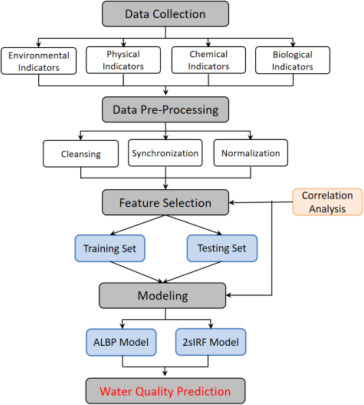 Data Collection
Environmental
Indicators
Physical
Indicators
Chemical
Indicators
Biological
Indicators
Data Pre-Processing
Cleansing
Synchronization
Normalization
Feature Selection
Correlation
Analysis
Training Set
Testing Set
Modeling
ALBP Model
2sIRF Model
Water Quality Prediction